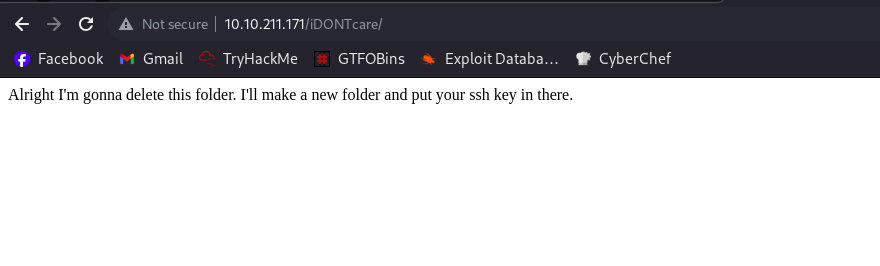 Not secure 10.10.211.171/iDONTcare/
Facebook Gmail TryHackMe GTFOBins Exploit Databa… CyberChef
Alright I'm gonna delete this folder. I'll make a new folder and put your ssh key in there.